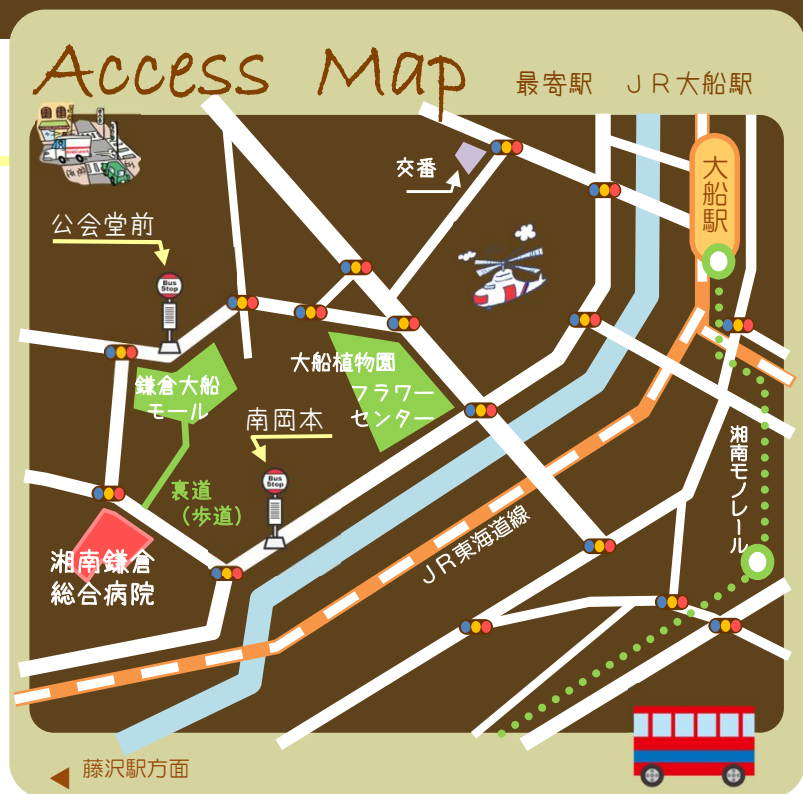 Access Map
最寄駅 ＪＲ大船駅
交番
大船駅
公会堂前
Bus
Stop
大船植物園
フラワー
センター
鎌倉大船
モール
南岡本
湘南モノレール
Bus
Stop
裏道
（歩道）
ＪＲ東海道線
湘南鎌倉
総合病院
藤沢駅方面